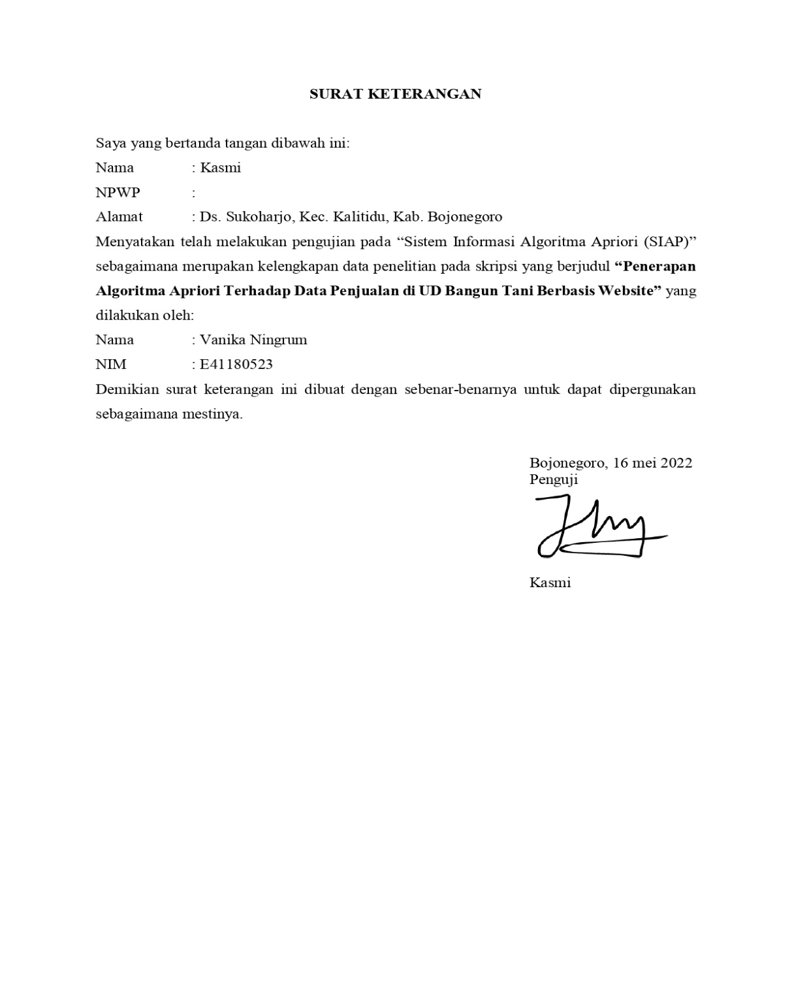 SURAT KETERANGAN
Saya yang bertanda tangan dibawah ini:
Nama : Kasmi
NPWP :
Alamat : Ds. Sukoharjo, Kec. Kalitidu, Kab. Bojonegoro
Menyatakan telah melakukan pengujian pada “Sistem Informasi Algoritma Apriori (SIAP)”
sebagaimana merupakan kelengkapan data penelitian pada skripsi yang berjudul “Penerapan
Algoritma Apriori Terhadap Data Penjualan di UD Bangun Tani Berbasis Website” yang
dilakukan oleh:
Nama : Vanika Ningrum
NIM : E41180523
Demikian surat keterangan ini dibuat dengan sebenar-benarnya untuk dapat dipergunakan
sebagaimana mestinya.
Bojonegoro, 16 mei 2022
Penguji
Kasmi